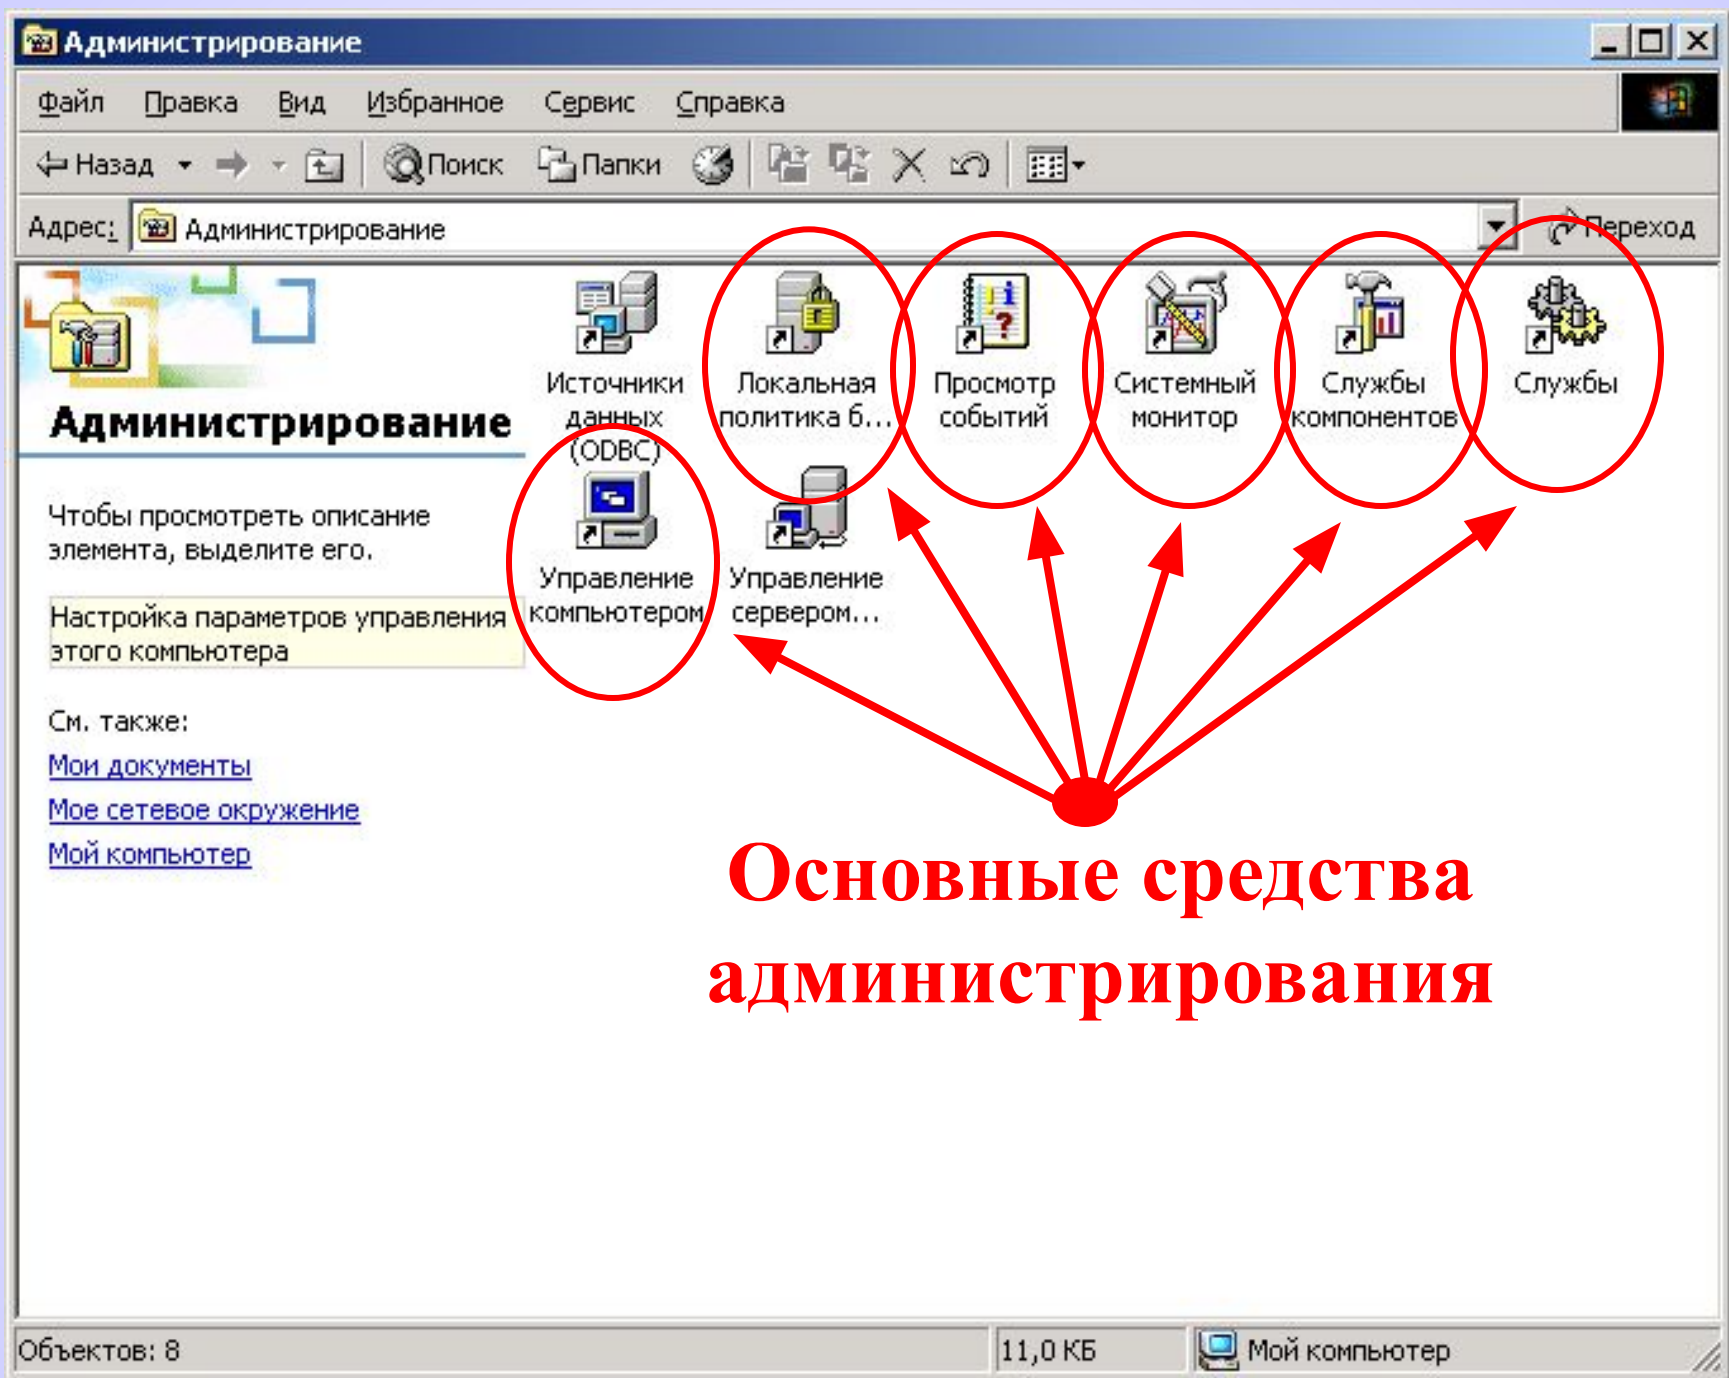 Администрирование
Файл Правка Вид Избранное Сервис Справка
Назад Поиск Папки
Адрес: Администрирование Переход
Администрирование
Чтобы просмотреть описание
элемента, выделите его.
Настройка параметров управления
этого компьютера
См. также:
Мои документы
Мое сетевое окружение
Мой компьютер
Источники
данных
(ODBC)
Локальная
политика б...
Просмотр
событий
Системный
монитор
Службы
компонентов
Службы
Управление
компьютером
Управление
сервером...
Основные средства
администрирования
Объектов: 8 11,0 КБ Мой компьютер